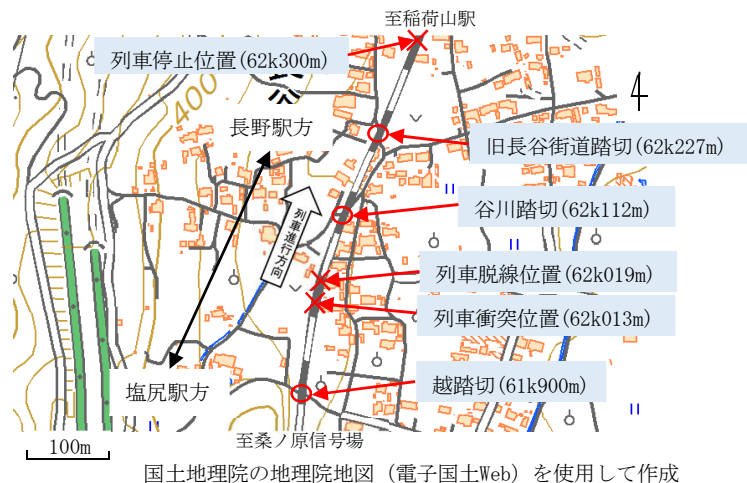 至稲荷山駅
列車停止位置(62k300m)
400
長野駅方
旧長谷街道踏切(62k227m)
列車進行方向
谷川踏切(62k112m)
列車脱線位置(62k019m)
列車衝突位置(62k013m)
塩尻駅方
越踏切(61k900m)
至桑ノ原信号場
100m
国土地理院の地理院地図（電子国土Web）を使用して作成